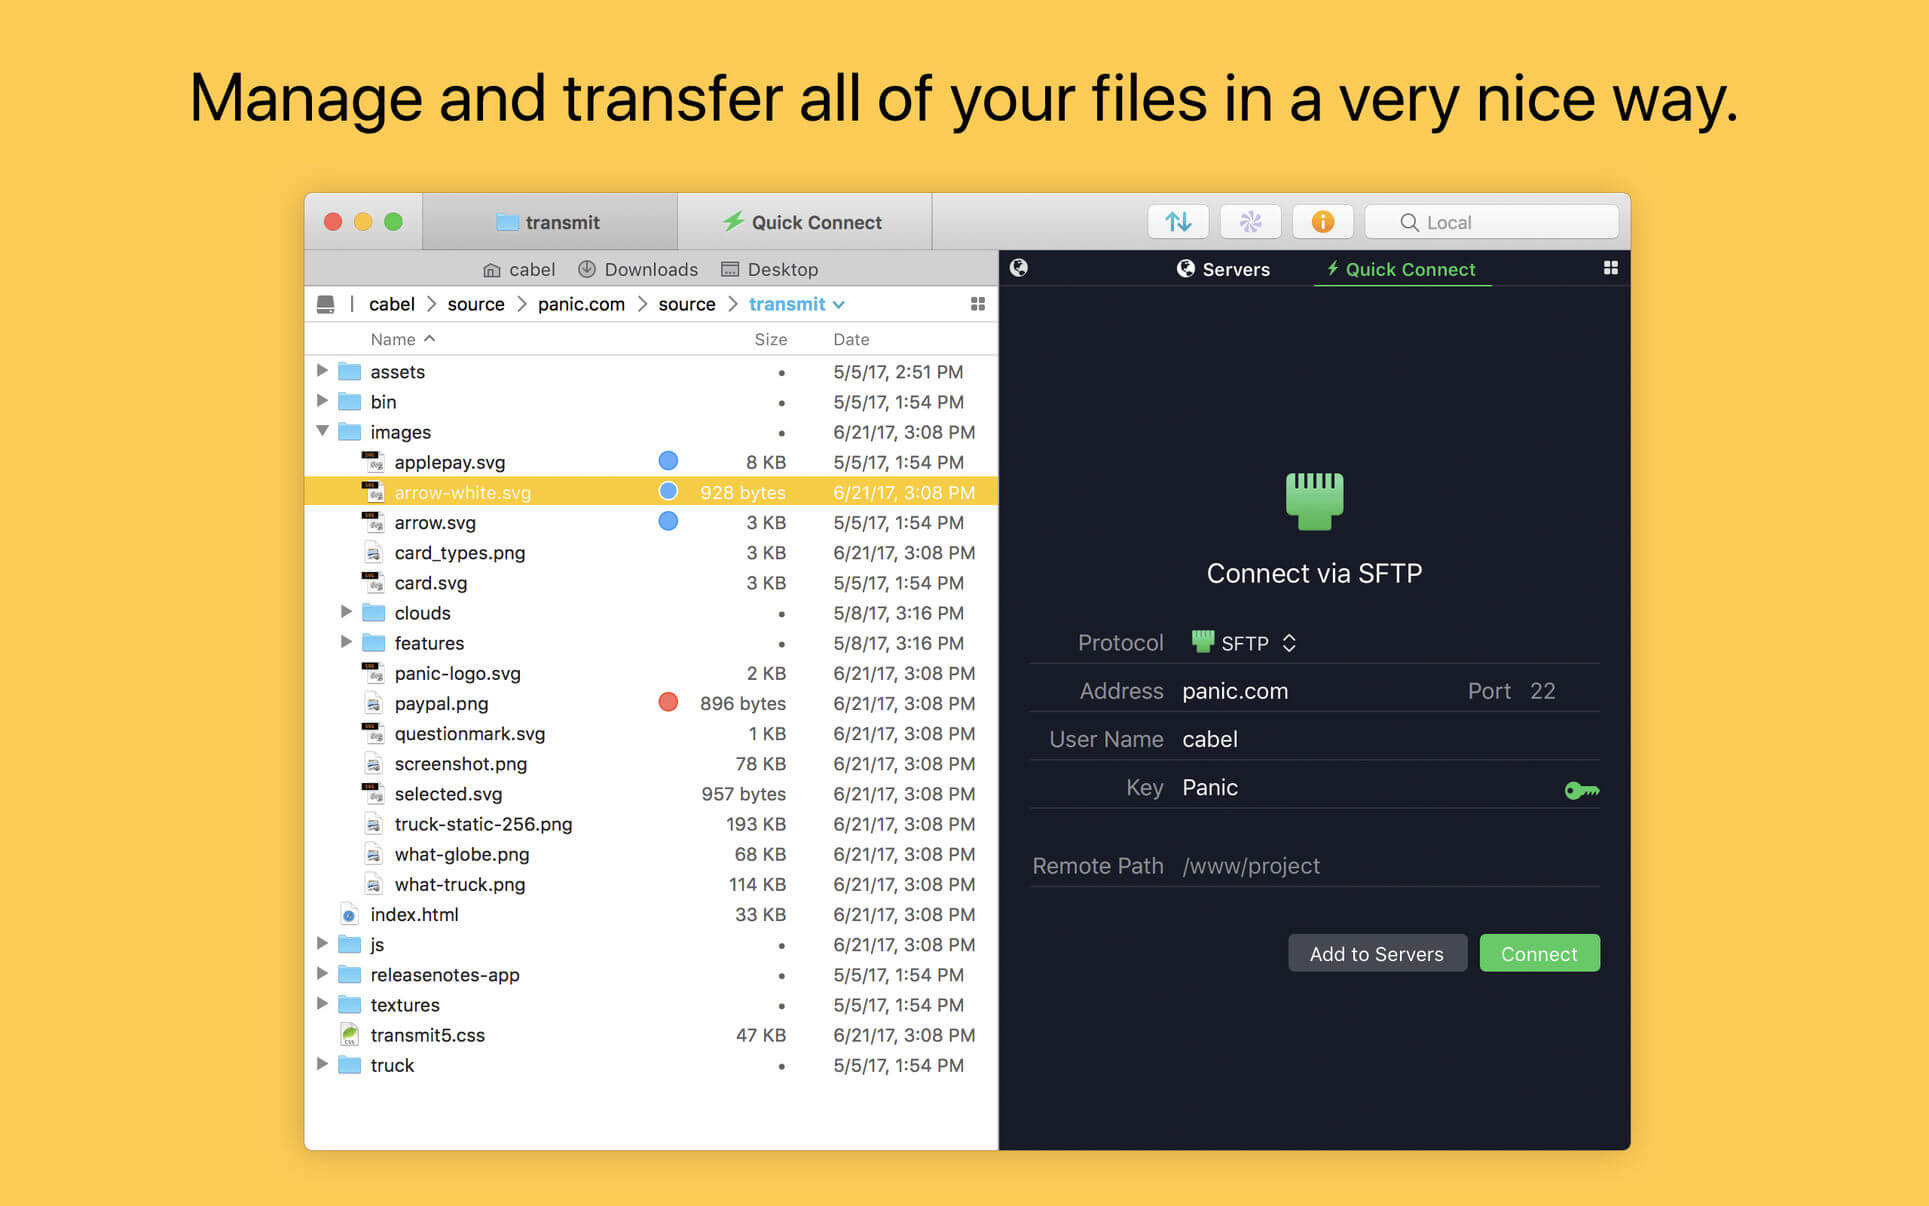 Manage and transfer all of your files in a very nice way.
transmit
Quick Connect
Local
cabel Downloads Desktop
cabel source panic.com source transmit
Name Size Date
assets • 5/5/17, 2:51 PM
bin • 5/5/17, 1:54 PM
images • 6/21/17, 3:08 PM
applepay.svg 8 KB 5/5/17, 1:54 PM
arrow-white.svg 928 bytes 6/21/17, 3:08 PM
arrow.svg 3 KB 5/5/17, 1:54 PM
card_types.png 3 KB 6/21/17, 3:08 PM
card.svg 3 KB 5/5/17, 1:54 PM
clouds • 5/8/17, 3:16 PM
features • 5/8/17, 3:16 PM
panic-logo.svg 2 KB 6/21/17, 3:08 PM
paypal.png 896 bytes 6/21/17, 3:08 PM
questionmark.svg 1 KB 6/21/17, 3:08 PM
screenshot.png 78 KB 6/21/17, 3:08 PM
selected.svg 957 bytes 6/21/17, 3:08 PM
truck-static-256.png 193 KB 6/21/17, 3:08 PM
what-globe.png 68 KB 6/21/17, 3:08 PM
what-truck.png 114 KB 6/21/17, 3:08 PM
index.html 33 KB 6/21/17, 3:08 PM
js • 6/21/17, 3:08 PM
releasenotes-app • 5/5/17, 1:54 PM
textures • 5/5/17, 1:54 PM
transmit5.css 47 KB 6/21/17, 3:08 PM
truck • 5/5/17, 1:54 PM
Servers Quick Connect
Connect via SFTP
Protocol SFTP
Address panic.com Port 22
User Name cabel
Key Panic
Remote Path /www/project
Add to Servers Connect